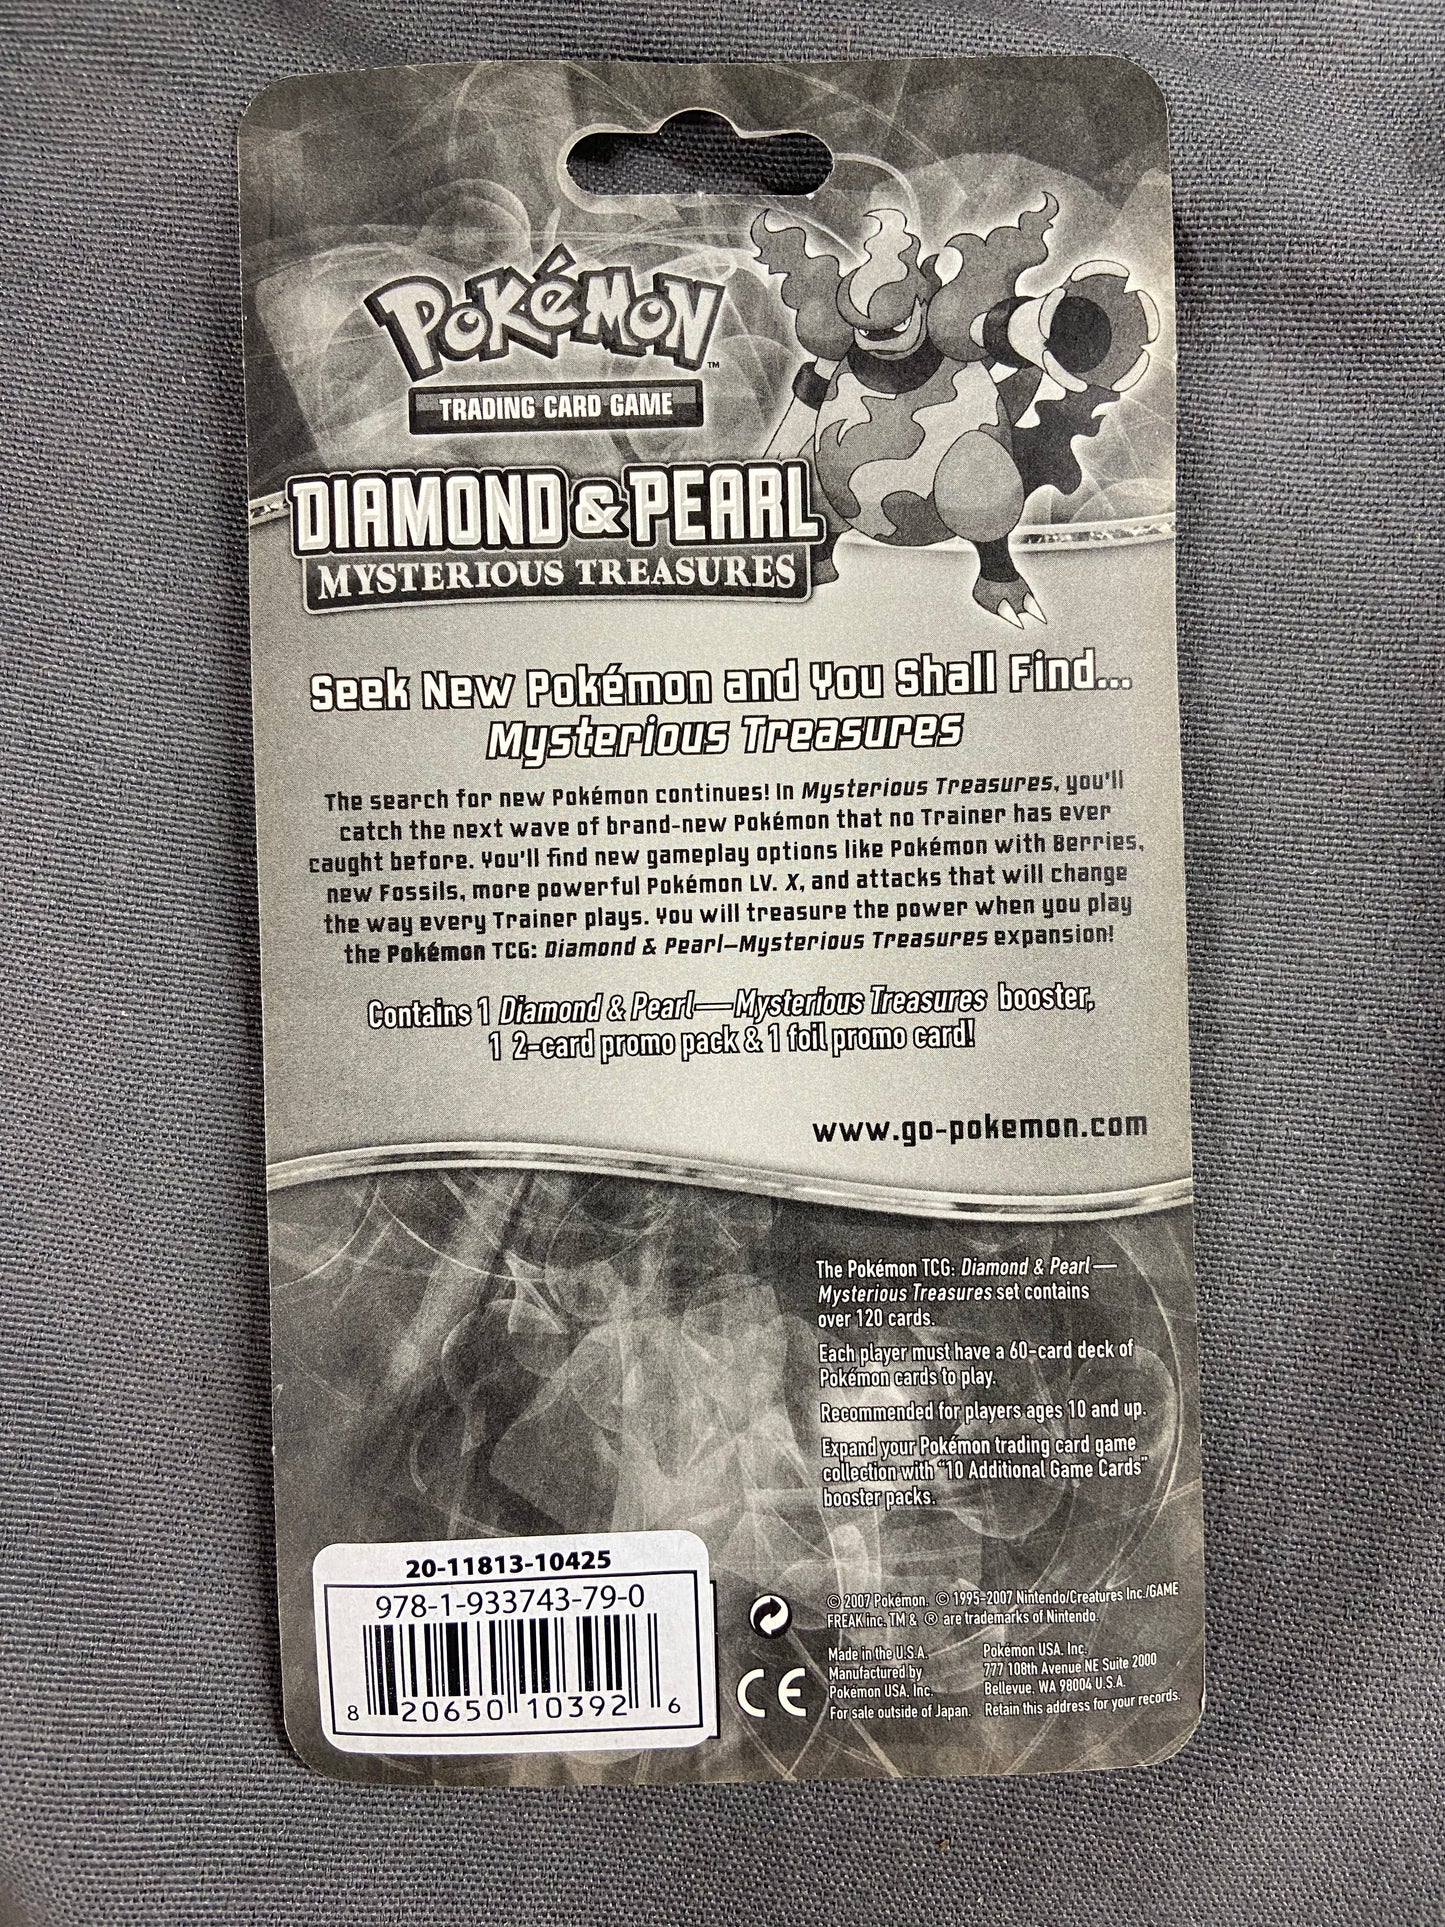 POKéMON™
TRADING CARD GAME
DIAMOND & PEARL
MYSTERIOUS TREASURES
Seek New Pokémon and You Shall Find...
Mysterious Treasures
The search for new Pokémon continues! In Mysterious Treasures, you'll
catch the next wave of brand-new Pokémon that no Trainer has ever
caught before. You'll find new gameplay options like Pokémon with Berries,
new Fossils, more powerful Pokémon LV. X, and attacks that will change
the way every Trainer plays. You will treasure the power when you play
the Pokémon TCG: Diamond & Pearl—Mysterious Treasures expansion!
Contains 1 Diamond & Pearl—Mysterious Treasures booster,
1 2-card promo pack & 1 foil promo card!
www.go-pokemon.com
The Pokémon TCG: Diamond & Pearl—
Mysterious Treasures set contains
over 120 cards.
Each player must have a 60-card deck of
Pokémon cards to play.
Recommended for players ages 10 and up.
Expand your Pokémon trading card game
collection with "10 Additional Game Cards"
booster packs.
20-11813-10425
978-1-933743-79-0
8 20650 10392 6
© 2007 Pokémon. © 1995–2007 Nintendo/Creatures Inc./GAME
FREAK inc. TM & ® are trademarks of Nintendo.
CE
Made in the U.S.A.
Manufactured by
Pokémon USA, Inc.
For sale outside of Japan.
Pokémon USA, Inc.
777 108th Avenue NE Suite 2000
Bellevue, WA 98004 U.S.A.
Retain this address for your records.